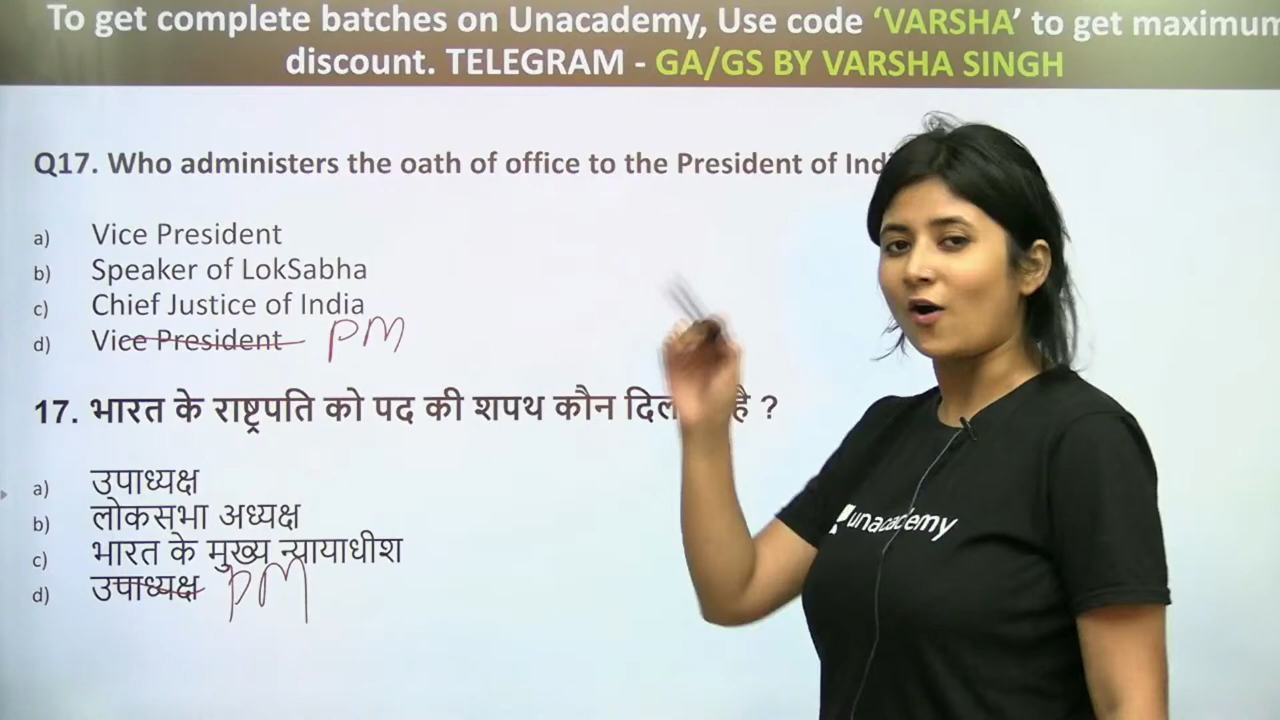 To get complete batches on Unacademy, Use code ‘VARSHA’ to get maximum
discount. TELEGRAM - GA/GS BY VARSHA SINGH
Q17. Who administers the oath of office to the President of
a) Vice President
b) Speaker of LokSabha
c) Chief Justice of India
d) Vice President PM
17. भारत के राष्ट्रपति को पद की शपथ कौन है ?
a) उपाध्यक्ष
b) लोकसभा अध्यक्ष
c) भारत के मुख्य न्यायाधीश
d) उपाध्यक्ष PM
unacademy